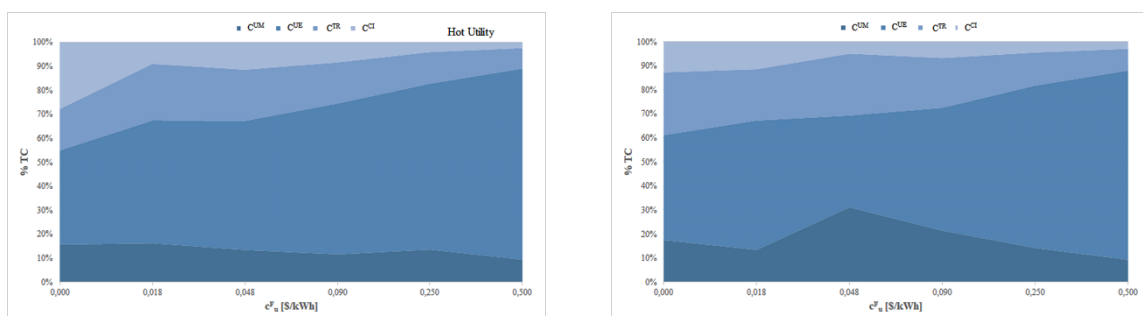 C^UM C^UE C^TR C^CI
Hot Utility
100%
90%
80%
70%
60%
50%
40%
30%
20%
10%
0%
% TC
0,000 0,018 0,048 0,090 0,250 0,500
c^F_u [$/kWh]
C^UM C^UE C^TR C^CI
100%
90%
80%
70%
60%
50%
40%
30%
20%
10%
0%
% TC
0,000 0,018 0,048 0,090 0,250 0,500
c^F_u [$/kWh]